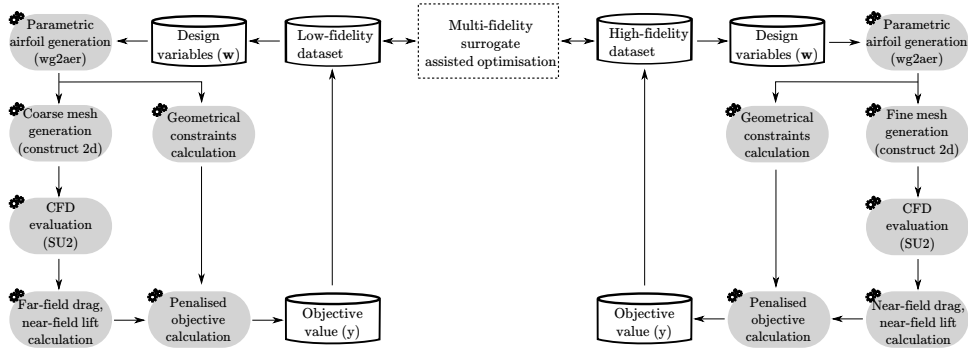 Parametric
airfoil generation
(wg2aer)
Design
variables (w)
Low-fidelity
dataset
Multi-fidelity
surrogate
assisted optimisation
High-fidelity
dataset
Design
variables (w)
Parametric
airfoil generation
(wg2aer)
Coarse mesh
generation
(construct 2d)
Geometrical
constraints
calculation
Geometrical
constraints
calculation
Fine mesh
generation
(construct 2d)
CFD
evaluation
(SU2)
CFD
evaluation
(SU2)
Far-field drag,
near-field lift
calculation
Penalised
objective
calculation
Objective
value (y)
Objective
value (y)
Penalised
objective
calculation
Near-field drag,
near-field lift
calculation